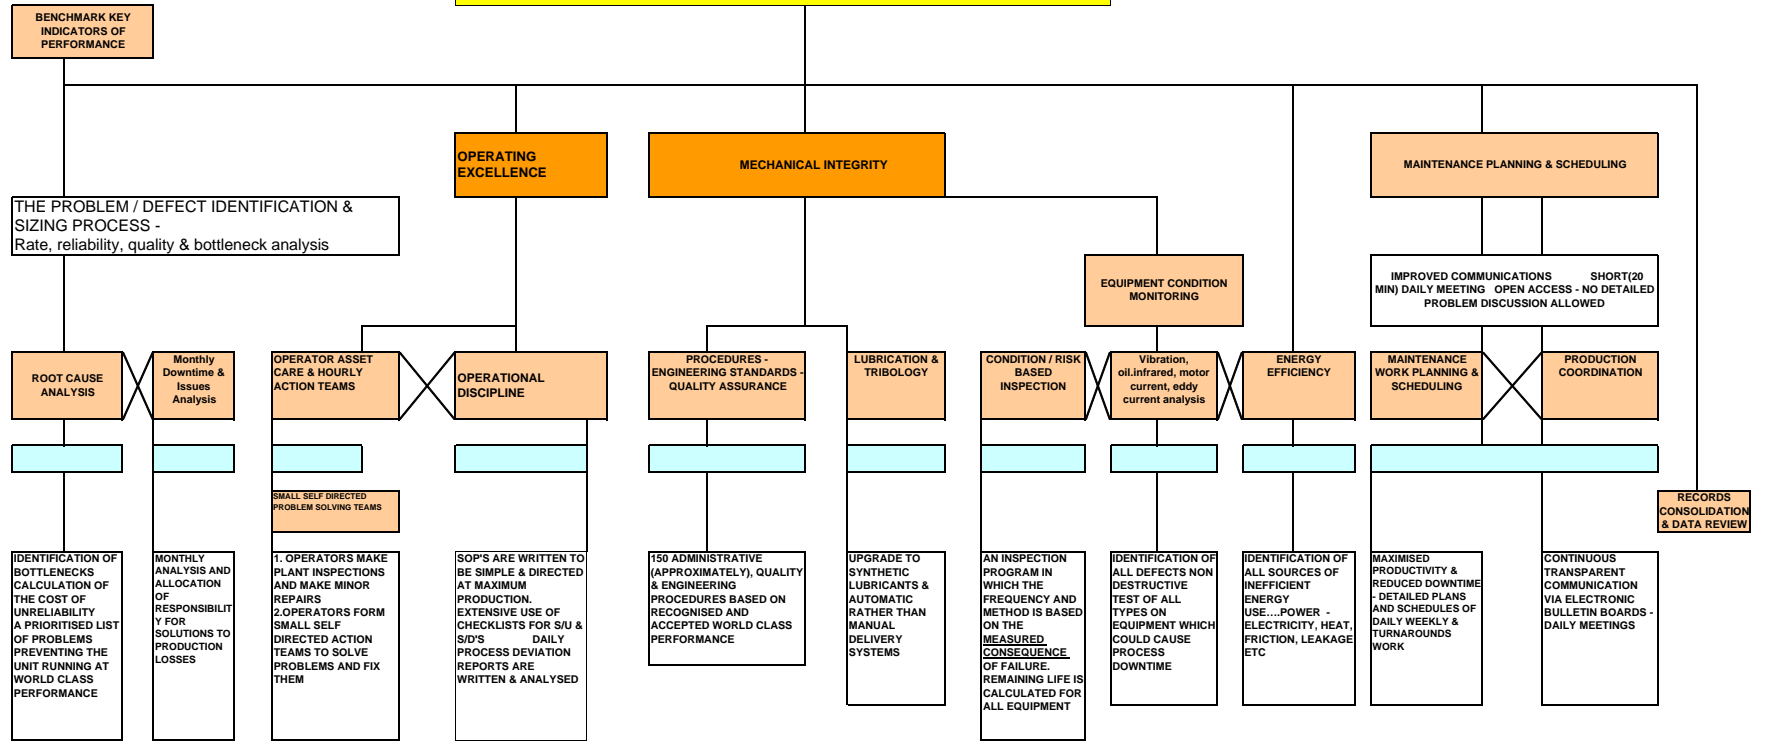 BENCHMARK KEY
INDICATORS OF
PERFORMANCE
OPERATING
EXCELLENCE
MECHANICAL INTEGRITY
MAINTENANCE PLANNING & SCHEDULING
THE PROBLEM / DEFECT IDENTIFICATION &
SIZING PROCESS -
Rate, reliability, quality & bottleneck analysis
EQUIPMENT CONDITION
MONITORING
IMPROVED COMMUNICATIONS SHORT(20
MIN) DAILY MEETING OPEN ACCESS - NO DETAILED
PROBLEM DISCUSSION ALLOWED
ROOT CAUSE
ANALYSIS
Monthly
Downtime &
Issues
Analysis
OPERATOR ASSET
CARE & HOURLY
ACTION TEAMS
OPERATIONAL
DISCIPLINE
PROCEDURES -
ENGINEERING STANDARDS -
QUALITY ASSURANCE
LUBRICATION &
TRIBOLOGY
CONDITION / RISK
BASED
INSPECTION
Vibration,
oil.infrared, motor
current, eddy
current analysis
ENERGY
EFFICIENCY
MAINTENANCE
WORK PLANNING &
SCHEDULING
PRODUCTION
COORDINATION
SMALL SELF DIRECTED
PROBLEM SOLVING TEAMS
RECORDS
CONSOLIDATION
& DATA REVIEW
IDENTIFICATION OF
BOTTLENECKS
CALCULATION OF
THE COST OF
UNRELIABILITY
A PRIORITISED LIST
OF PROBLEMS
PREVENTING THE
UNIT RUNNING AT
WORLD CLASS
PERFORMANCE
MONTHLY
ANALYSIS AND
ALLOCATION
OF
RESPONSIBILIT
Y FOR
SOLUTIONS TO
PRODUCTION
LOSSES
1. OPERATORS MAKE
PLANT INSPECTIONS
AND MAKE MINOR
REPAIRS
2.OPERATORS FORM
SMALL SELF
DIRECTED ACTION
TEAMS TO SOLVE
PROBLEMS AND FIX
THEM
SOP'S ARE WRITTEN TO
BE SIMPLE & DIRECTED
AT MAXIMUM
PRODUCTION.
EXTENSIVE USE OF
CHECKLISTS FOR S/U &
S/D'S DAILY
PROCESS DEVIATION
REPORTS ARE
WRITTEN & ANALYSED
150 ADMINISTRATIVE
(APPROXIMATELY), QUALITY
& ENGINEERING
PROCEDURES BASED ON
RECOGNISED AND
ACCEPTED WORLD CLASS
PERFORMANCE
UPGRADE TO
SYNTHETIC
LUBRICANTS &
AUTOMATIC
RATHER THAN
MANUAL
DELIVERY
SYSTEMS
AN INSPECTION
PROGRAM IN
WHICH THE
FREQUENCY AND
METHOD IS BASED
ON THE
MEASURED
CONSEQUENCE
OF FAILURE.
REMAINING LIFE IS
CALCULATED FOR
ALL EQUIPMENT
IDENTIFICATION OF
ALL DEFECTS NON
DESTRUCTIVE
TEST OF ALL
TYPES ON
EQUIPMENT WHICH
COULD CAUSE
PROCESS
DOWNTIME
IDENTIFICATION OF
ALL SOURCES OF
INEFFICIENT
ENERGY
USE....POWER -
ELECTRICITY, HEAT,
FRICTION, LEAKAGE
ETC
MAXIMISED
PRODUCTIVITY &
REDUCED DOWNTIME
- DETAILED PLANS
AND SCHEDULES OF
DAILY WEEKLY &
TURNAROUNDS
WORK
CONTINUOUS
TRANSPARENT
COMMUNICATION
VIA ELECTRONIC
BULLETIN BOARDS -
DAILY MEETINGS